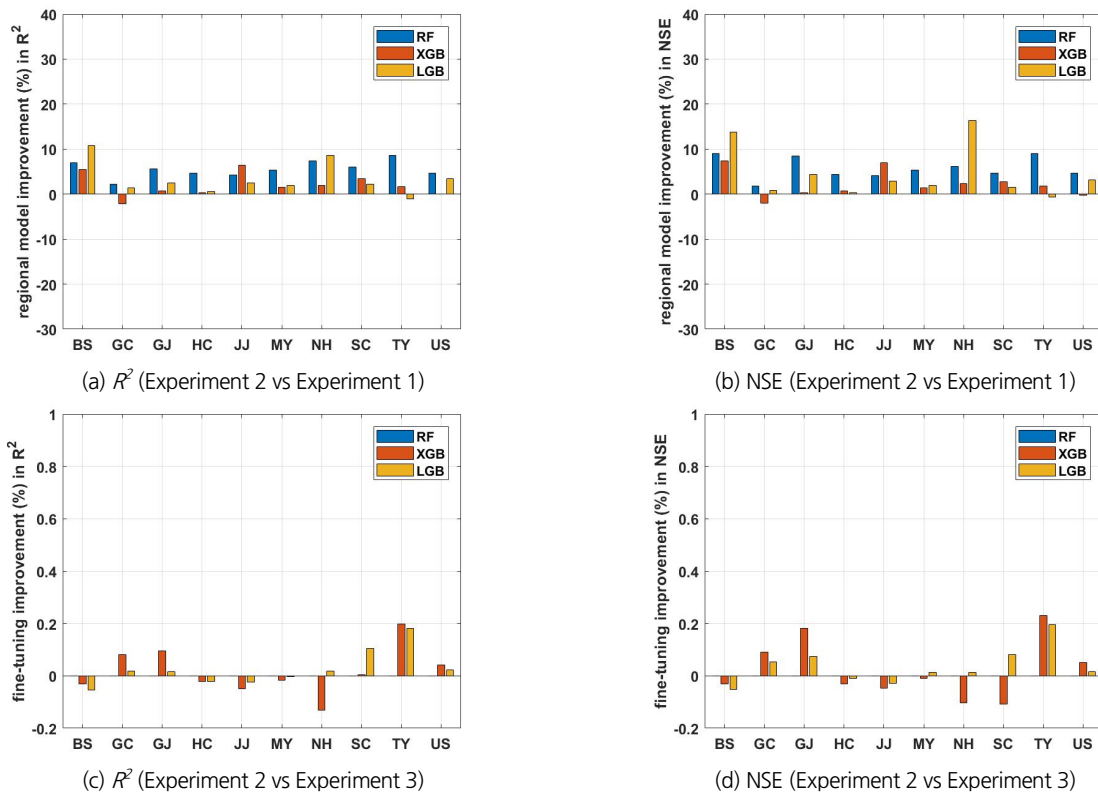 40
30
20
10
0
-10
-20
-30
regional model improvement (%) in R²
RF
XGB
LGB
BS GC GJ HC JJ MY NH SC TY US
(a) R² (Experiment 2 vs Experiment 1)
40
30
20
10
0
-10
-20
-30
regional model improvement (%) in NSE
RF
XGB
LGB
BS GC GJ HC JJ MY NH SC TY US
(b) NSE (Experiment 2 vs Experiment 1)
1
0.8
0.6
0.4
0.2
0
-0.2
fine-tuning improvement (%) in R²
RF
XGB
LGB
BS GC GJ HC JJ MY NH SC TY US
(c) R² (Experiment 2 vs Experiment 3)
1
0.8
0.6
0.4
0.2
0
-0.2
fine-tuning improvement (%) in NSE
RF
XGB
LGB
BS GC GJ HC JJ MY NH SC TY US
(d) NSE (Experiment 2 vs Experiment 3)